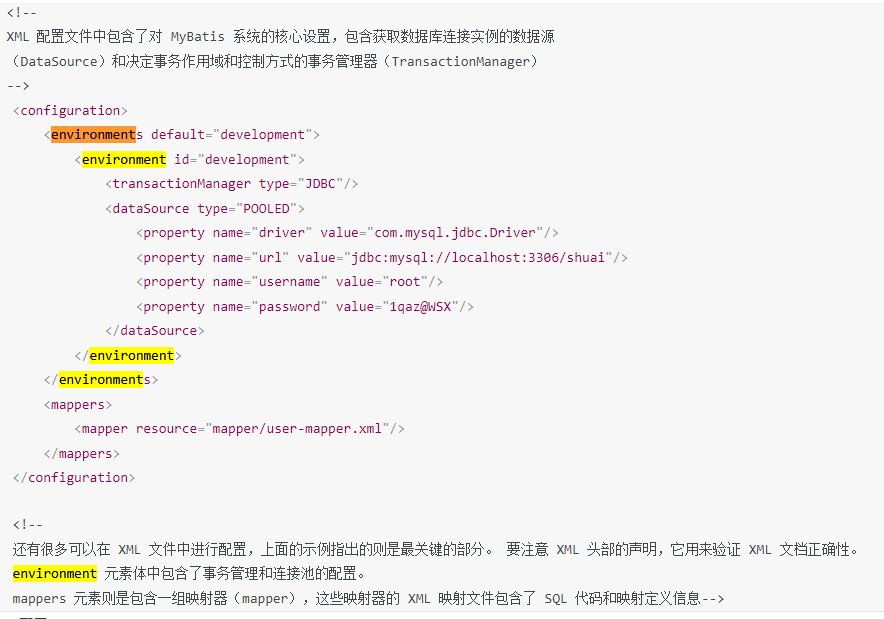 <!--
XML 配置文件中包含了对 MyBatis 系统的核心设置，包含获取数据库连接实例的数据源
（DataSource）和决定事务作用域和控制方式的事务管理器（TransactionManager）
-->
<configuration>
<environments default="development">
<environment id="development">
<transactionManager type="JDBC"/>
<dataSource type="POOLED">
<property name="driver" value="com.mysql.jdbc.Driver"/>
<property name="url" value="jdbc:mysql://localhost:3306/shuai"/>
<property name="username" value="root"/>
<property name="password" value="1qaz@WSX"/>
</dataSource>
</environment>
</environments>
<mappers>
<mapper resource="mapper/user-mapper.xml"/>
</mappers>
</configuration>
<!--
还有很多可以在 XML 文件中进行配置，上面的示例指出的则是最关键的部分。 要注意 XML 头部的声明，它用来验证 XML 文档正确性。
environment 元素体中包含了事务管理和连接池的配置。
mappers 元素则是包含一组映射器（mapper），这些映射器的 XML 映射文件包含了 SQL 代码和映射定义信息-->